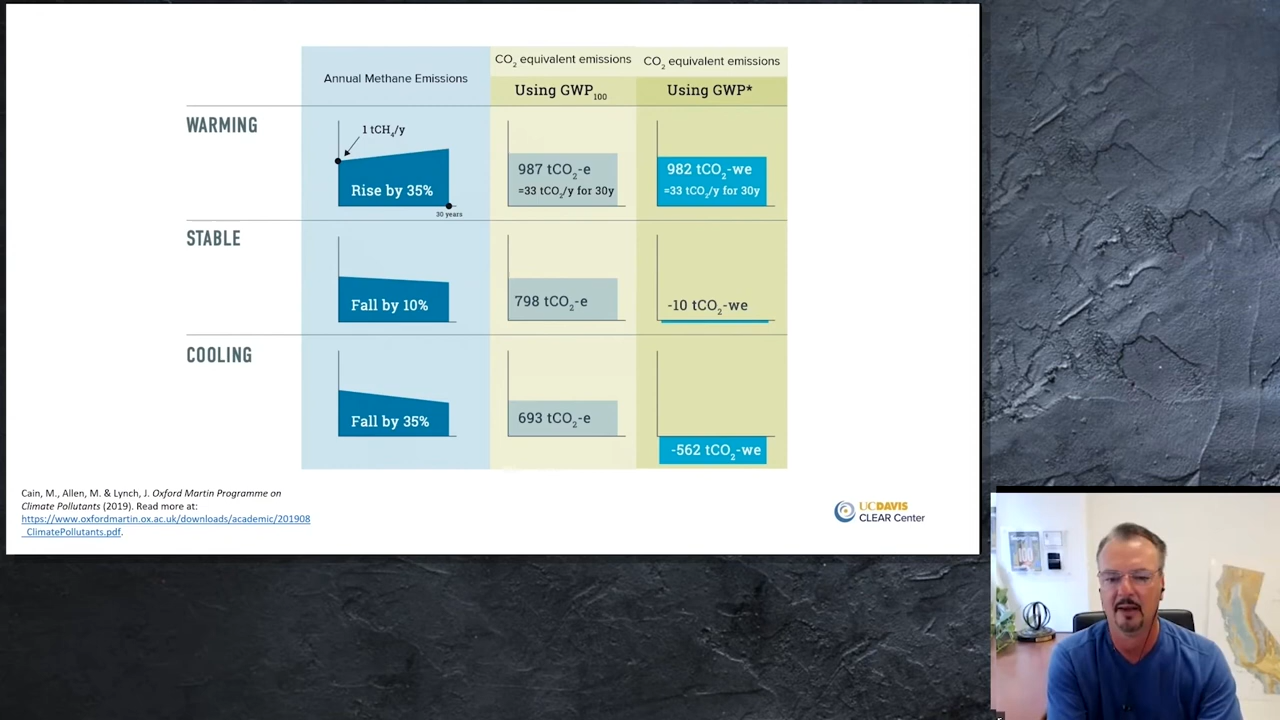 Annual Methane Emissions
CO2 equivalent emissions
Using GWP100
CO2 equivalent emissions
Using GWP*
WARMING
1 tCH4/y
Rise by 35%
30 years
987 tCO2-e
=33 tCO2/y for 30y
982 tCO2-we
=33 tCO2/y for 30y
STABLE
Fall by 10%
798 tCO2-e
-10 tCO2-we
COOLING
Fall by 35%
693 tCO2-e
-562 tCO2-we
Cain, M., Allen, M. & Lynch, J. Oxford Martin Programme on
Climate Pollutants (2019). Read more at:
https://www.oxfordmartin.ox.ac.uk/downloads/academic/201908
_ClimatePollutants.pdf.
UCDAVIS
CLEAR Center